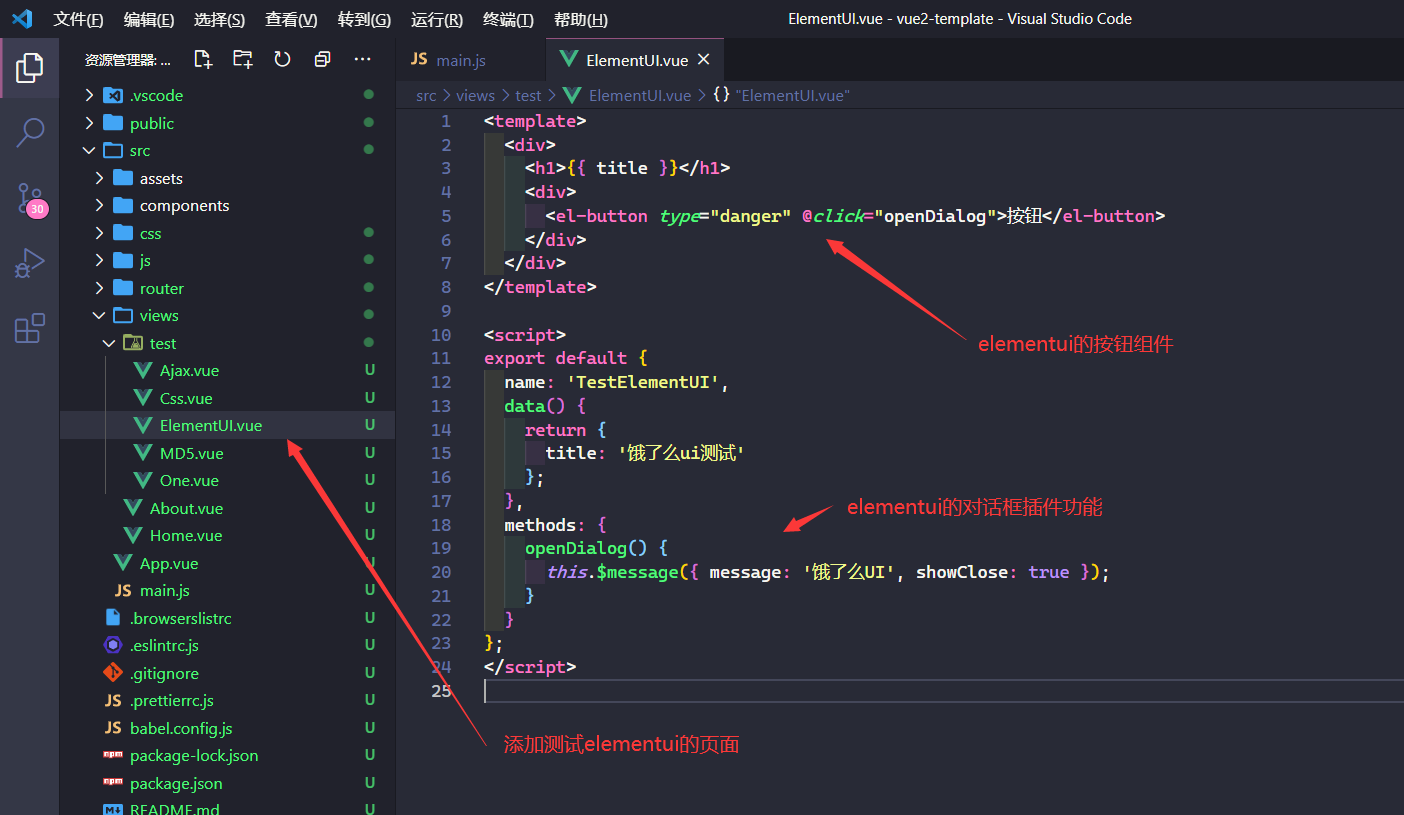 文件(F) 编辑(E) 选择(S) 查看(V) 转到(G) 运行(R) 终端(T) 帮助(H) ElementUI.vue - vue2-template - Visual Studio Code
资源管理器: ...
JS main.js ElementUI.vue
src > views > test > ElementUI.vue > {} "ElementUI.vue"
30
.vscode
public
src
assets
components
css
js
router
views
test
Ajax.vue U
Css.vue U
ElementUI.vue U
MD5.vue U
One.vue U
About.vue U
Home.vue U
App.vue U
JS main.js U
.browserslistrc U
.eslintrc.js U
.gitignore U
JS .prettierrc.js U
JS babel.config.js U
npm package-lock.json U
npm package.json U
README.md U
1 <template>
2 <div>
3 <h1>{{ title }}</h1>
4 <div>
5 <el-button type="danger" @click="openDialog">按钮</el-button>
6 </div>
7 </div>
8 </template>
9
10 <script>
11 export default {
12 name: 'TestElementUI',
13 data() {
14 return {
15 title: '饿了么ui测试'
16 };
17 },
18 methods: {
19 openDialog() {
20 this.$message({ message: '饿了么UI', showClose: true });
21 }
22 }
23 };
24 </script>
25
elementui的按钮组件
elementui的对话框插件功能
添加测试elementui的页面